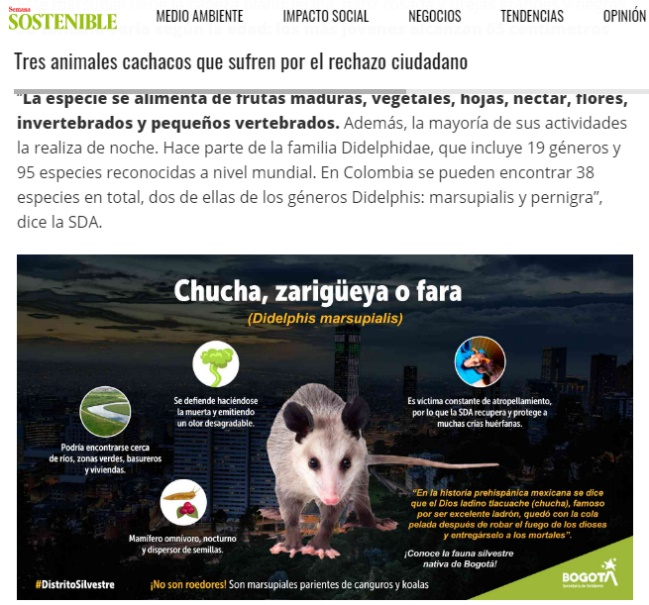 Semana
SOSTENIBLE
MEDIO AMBIENTE
IMPACTO SOCIAL
NEGOCIOS
TENDENCIAS
OPINIÓN
Tres animales cachacos que sufren por el rechazo ciudadano
"La especie se alimenta de frutas maduras, vegetales, hojas, néctar, flores,
invertebrados y pequeños vertebrados. Además, la mayoría de sus actividades
la realiza de noche. Hace parte de la familia Didelphidae, que incluye 19 géneros y
95 especies reconocidas a nivel mundial. En Colombia se pueden encontrar 38
especies en total, dos de ellas de los géneros Didelphis: marsupialis y pernigra”,
dice la SDA.
Chucha, zarigüeya o fara
(Didelphis marsupialis)
Se defiende haciéndose
la muerta y emitiendo
un olor desagradable.
Es víctima constante de atropellamiento,
por lo que la SDA recupera y protege a
muchas crías huérfanas.
Podría encontrarse cerca
de ríos, zonas verdes, basureros
y viviendas.
Mamífero omnívoro, nocturno
y dispersor de semillas.
“En la historia prehispánica mexicana se dice
que el Dios ladino tlacuache (chucha), famoso
por ser excelente ladrón, quedó con la cola
pelada después de robar el fuego de los dioses
y entregárselo a los mortales”.
¡Conoce la fauna silvestre
nativa de Bogotá!
#DistritoSilvestre
¡No son roedores! Son marsupiales parientes de canguros y koalas
BOGOTÁ